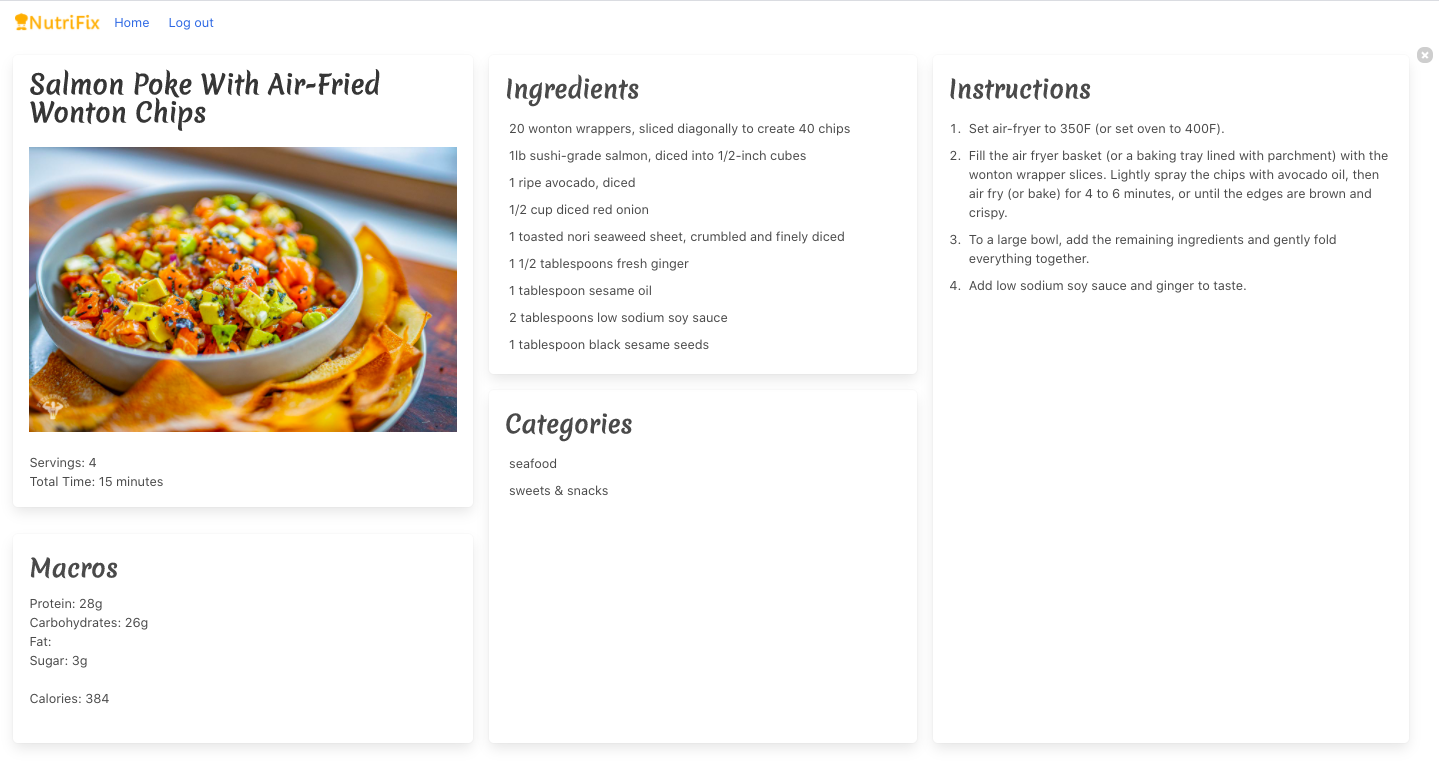 NutriFix Home Log out
Salmon Poke With Air-Fried
Wonton Chips
Servings: 4
Total Time: 15 minutes
Macros
Protein: 28g
Carbohydrates: 26g
Fat:
Sugar: 3g
Calories: 384
Ingredients
20 wonton wrappers, sliced diagonally to create 40 chips
1lb sushi-grade salmon, diced into 1/2-inch cubes
1 ripe avocado, diced
1/2 cup diced red onion
1 toasted nori seaweed sheet, crumbled and finely diced
1 1/2 tablespoons fresh ginger
1 tablespoon sesame oil
2 tablespoons low sodium soy sauce
1 tablespoon black sesame seeds
Categories
seafood
sweets & snacks
Instructions
1. Set air-fryer to 350F (or set oven to 400F).
2. Fill the air fryer basket (or a baking tray lined with parchment) with the
wonton wrapper slices. Lightly spray the chips with avocado oil, then
air fry (or bake) for 4 to 6 minutes, or until the edges are brown and
crispy.
3. To a large bowl, add the remaining ingredients and gently fold
everything together.
4. Add low sodium soy sauce and ginger to taste.